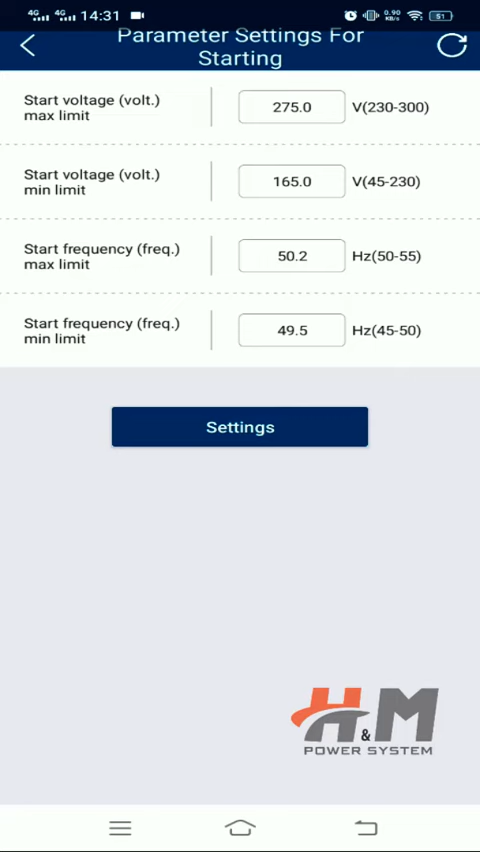 4G 4G 14:31 0.90 KB/s 51
Parameter Settings For
Starting
Start voltage (volt.)
max limit
275.0 V(230-300)
Start voltage (volt.)
min limit
165.0 V(45-230)
Start frequency (freq.)
max limit
50.2 Hz(50-55)
Start frequency (freq.)
min limit
49.5 Hz(45-50)
Settings
H&M
POWER SYSTEM